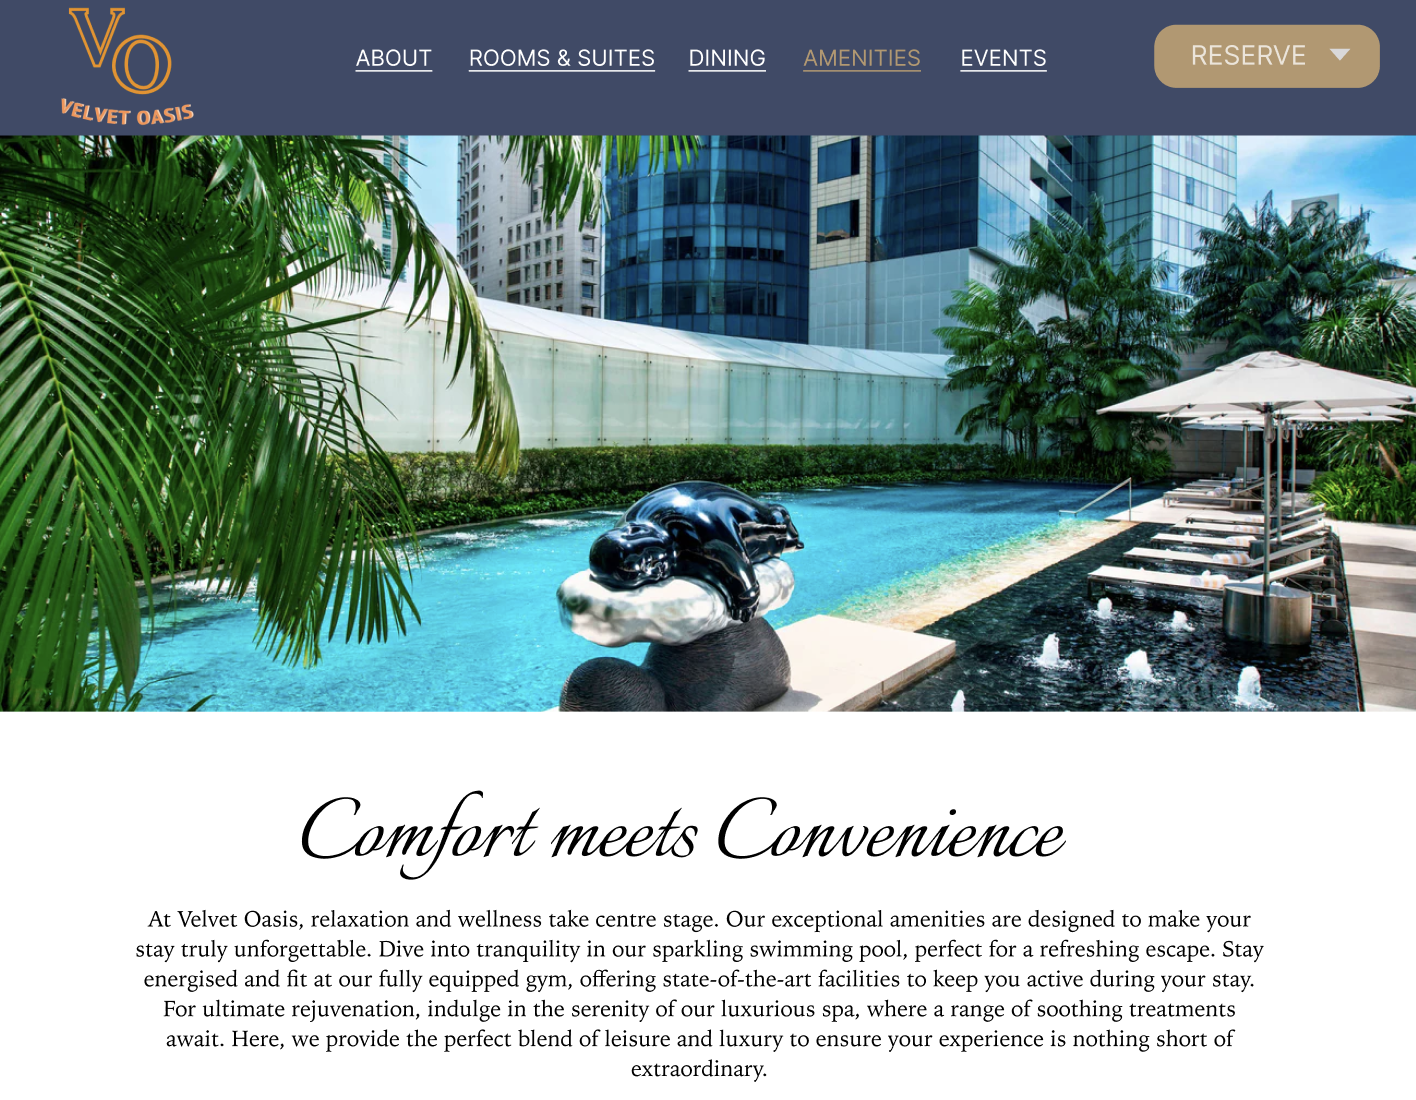 VO
VELVET OASIS
ABOUT ROOMS & SUITES DINING AMENITIES EVENTS RESERVE
Comfort meets Convenience
At Velvet Oasis, relaxation and wellness take centre stage. Our exceptional amenities are designed to make your
stay truly unforgettable. Dive into tranquility in our sparkling swimming pool, perfect for a refreshing escape. Stay
energised and fit at our fully equipped gym, offering state-of-the-art facilities to keep you active during your stay.
For ultimate rejuvenation, indulge in the serenity of our luxurious spa, where a range of soothing treatments
await. Here, we provide the perfect blend of leisure and luxury to ensure your experience is nothing short of
extraordinary.